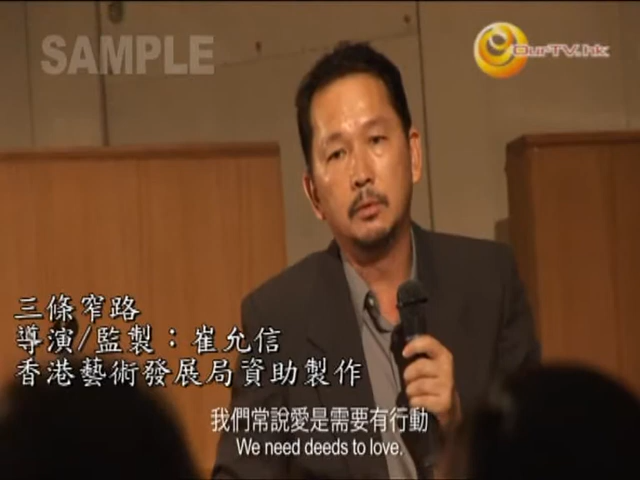 SAMPLE
OurTV.hk
三條窄路
導演/監製：崔允信
香港藝術發展局資助製作
我們常說愛是需要有行動
We need deeds to love.